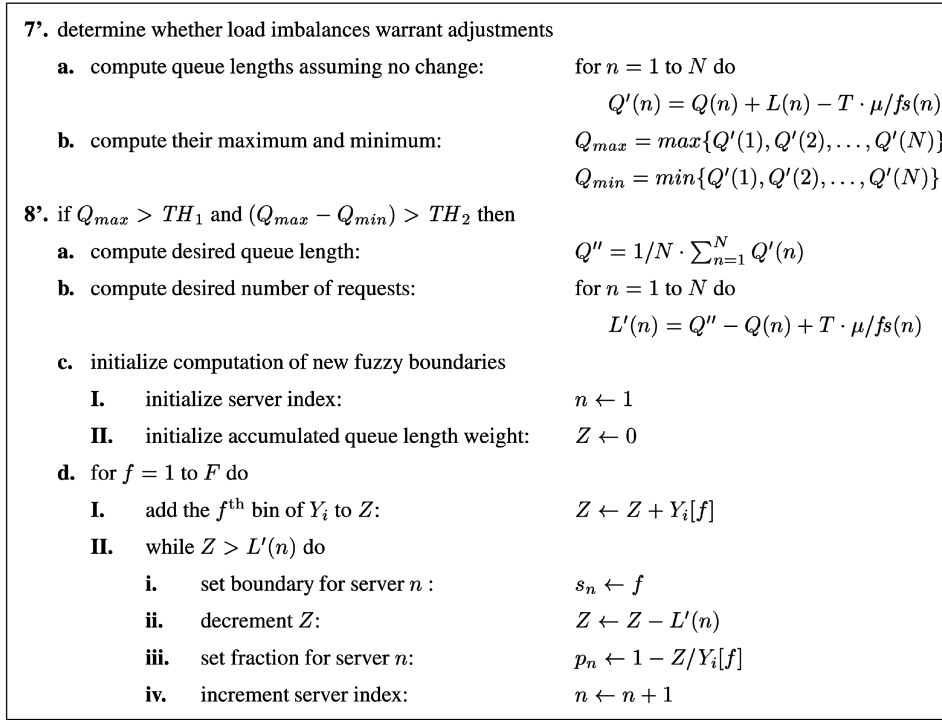 7’. determine whether load imbalances warrant adjustments
a. compute queue lengths assuming no change: for n = 1 to N do
Q′(n) = Q(n) + L(n) − T · μ/fs(n)
b. compute their maximum and minimum: Q_max = max{Q′(1), Q′(2), . . . , Q′(N)}
Q_min = min{Q′(1), Q′(2), . . . , Q′(N)}
8’. if Q_max > TH_1 and (Q_max − Q_min) > TH_2 then
a. compute desired queue length: Q″ = 1/N · ∑_{n=1}^{N} Q′(n)
b. compute desired number of requests: for n = 1 to N do
L′(n) = Q″ − Q(n) + T · μ/fs(n)
c. initialize computation of new fuzzy boundaries
I. initialize server index: n ← 1
II. initialize accumulated queue length weight: Z ← 0
d. for f = 1 to F do
I. add the f^th bin of Y_i to Z: Z ← Z + Y_i[f]
II. while Z > L′(n) do
i. set boundary for server n : s_n ← f
ii. decrement Z: Z ← Z − L′(n)
iii. set fraction for server n: p_n ← 1 − Z/Y_i[f]
iv. increment server index: n ← n + 1